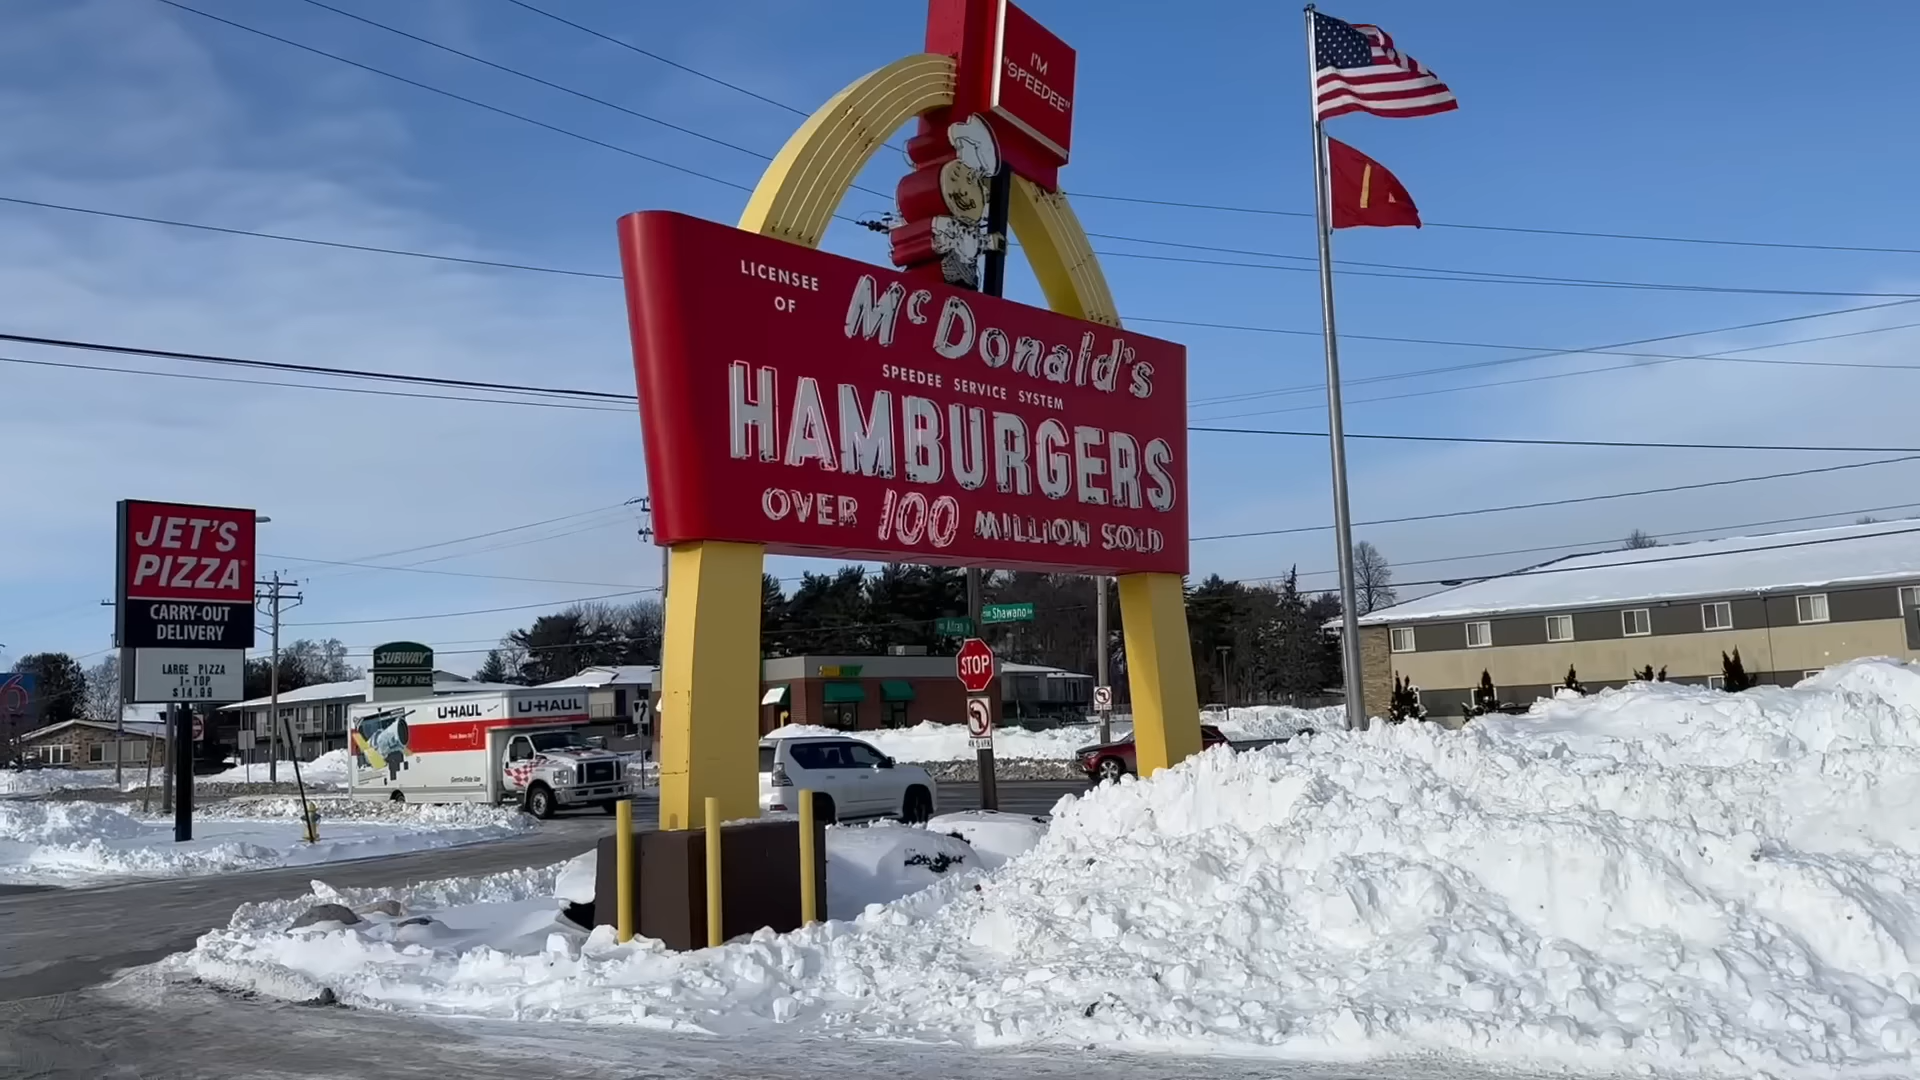 I'M
"SPEEDEE"
LICENSEE
OF
McDonald's
SPEEDEE SERVICE SYSTEM
HAMBURGERS
OVER 100 MILLION SOLD
JET'S
PIZZA
CARRY-OUT
DELIVERY
LARGE PIZZA
1-TOP
$14.99
SUBWAY
OPEN 24 HRS.
U-HAUL
U-HAUL
Shawano
STOP
6